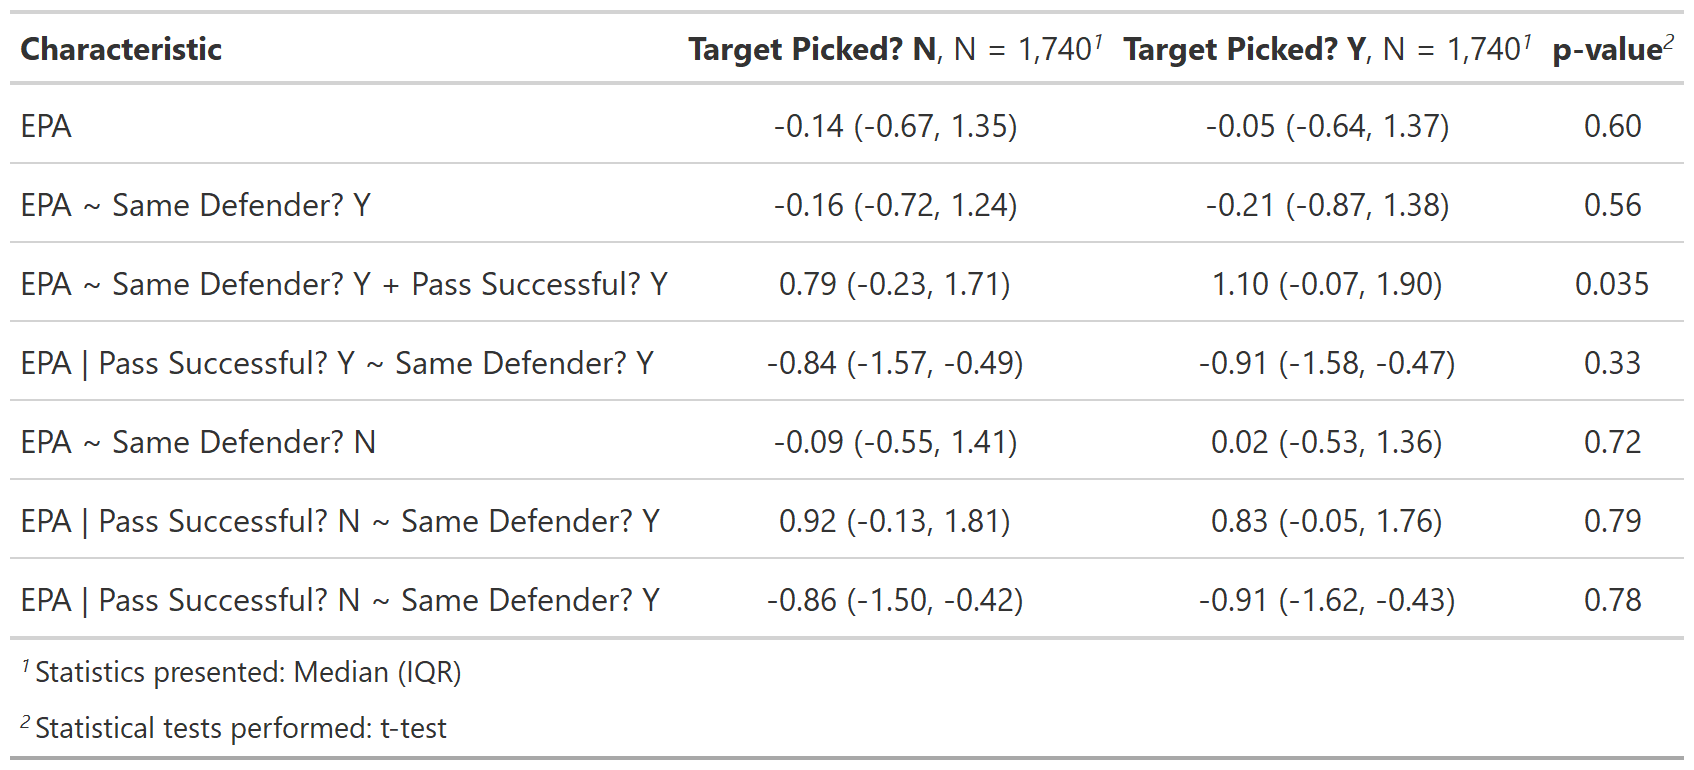 Characteristic Target Picked? N, N = 1,740¹ Target Picked? Y, N = 1,740¹ p-value²
EPA -0.14 (-0.67, 1.35) -0.05 (-0.64, 1.37) 0.60
EPA ~ Same Defender? Y -0.16 (-0.72, 1.24) -0.21 (-0.87, 1.38) 0.56
EPA ~ Same Defender? Y + Pass Successful? Y 0.79 (-0.23, 1.71) 1.10 (-0.07, 1.90) 0.035
EPA | Pass Successful? Y ~ Same Defender? Y -0.84 (-1.57, -0.49) -0.91 (-1.58, -0.47) 0.33
EPA ~ Same Defender? N -0.09 (-0.55, 1.41) 0.02 (-0.53, 1.36) 0.72
EPA | Pass Successful? N ~ Same Defender? Y 0.92 (-0.13, 1.81) 0.83 (-0.05, 1.76) 0.79
EPA | Pass Successful? N ~ Same Defender? Y -0.86 (-1.50, -0.42) -0.91 (-1.62, -0.43) 0.78
¹ Statistics presented: Median (IQR)
² Statistical tests performed: t-test